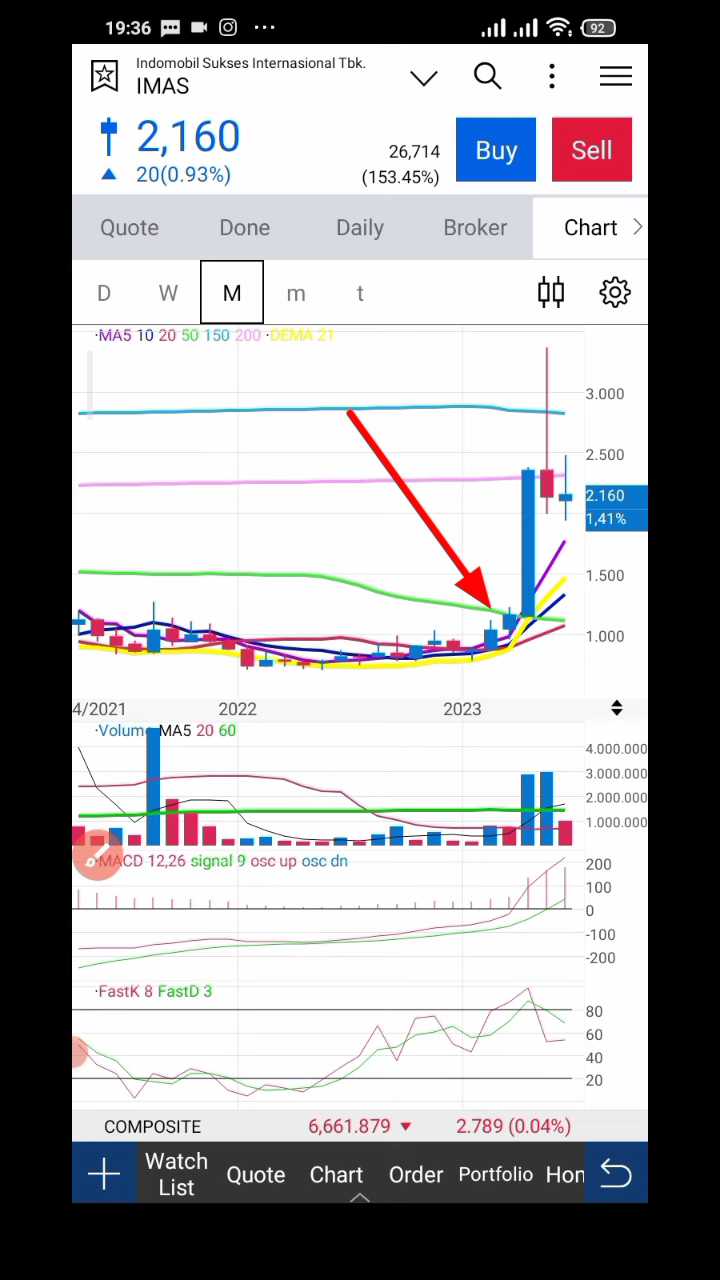 19:36
92
Indomobil Sukses Internasional Tbk.
IMAS
2,160
20(0.93%)
26,714
(153.45%)
Buy
Sell
Quote Done Daily Broker Chart
D W M m t
·MA5 10 20 50 150 200 ·DEMA 21
3.000
2.500
2.160
1,41%
1.500
1.000
4/2021 2022 2023
·Volume MA5 20 60
4.000.000
3.000.000
2.000.000
1.000.000
MACD 12,26 signal 9 osc up osc dn
200
100
0
-100
-200
·FastK 8 FastD 3
80
60
40
20
COMPOSITE 6,661.879 ▼ 2.789 (0.04%)
Watch List Quote Chart Order Portfolio Hon